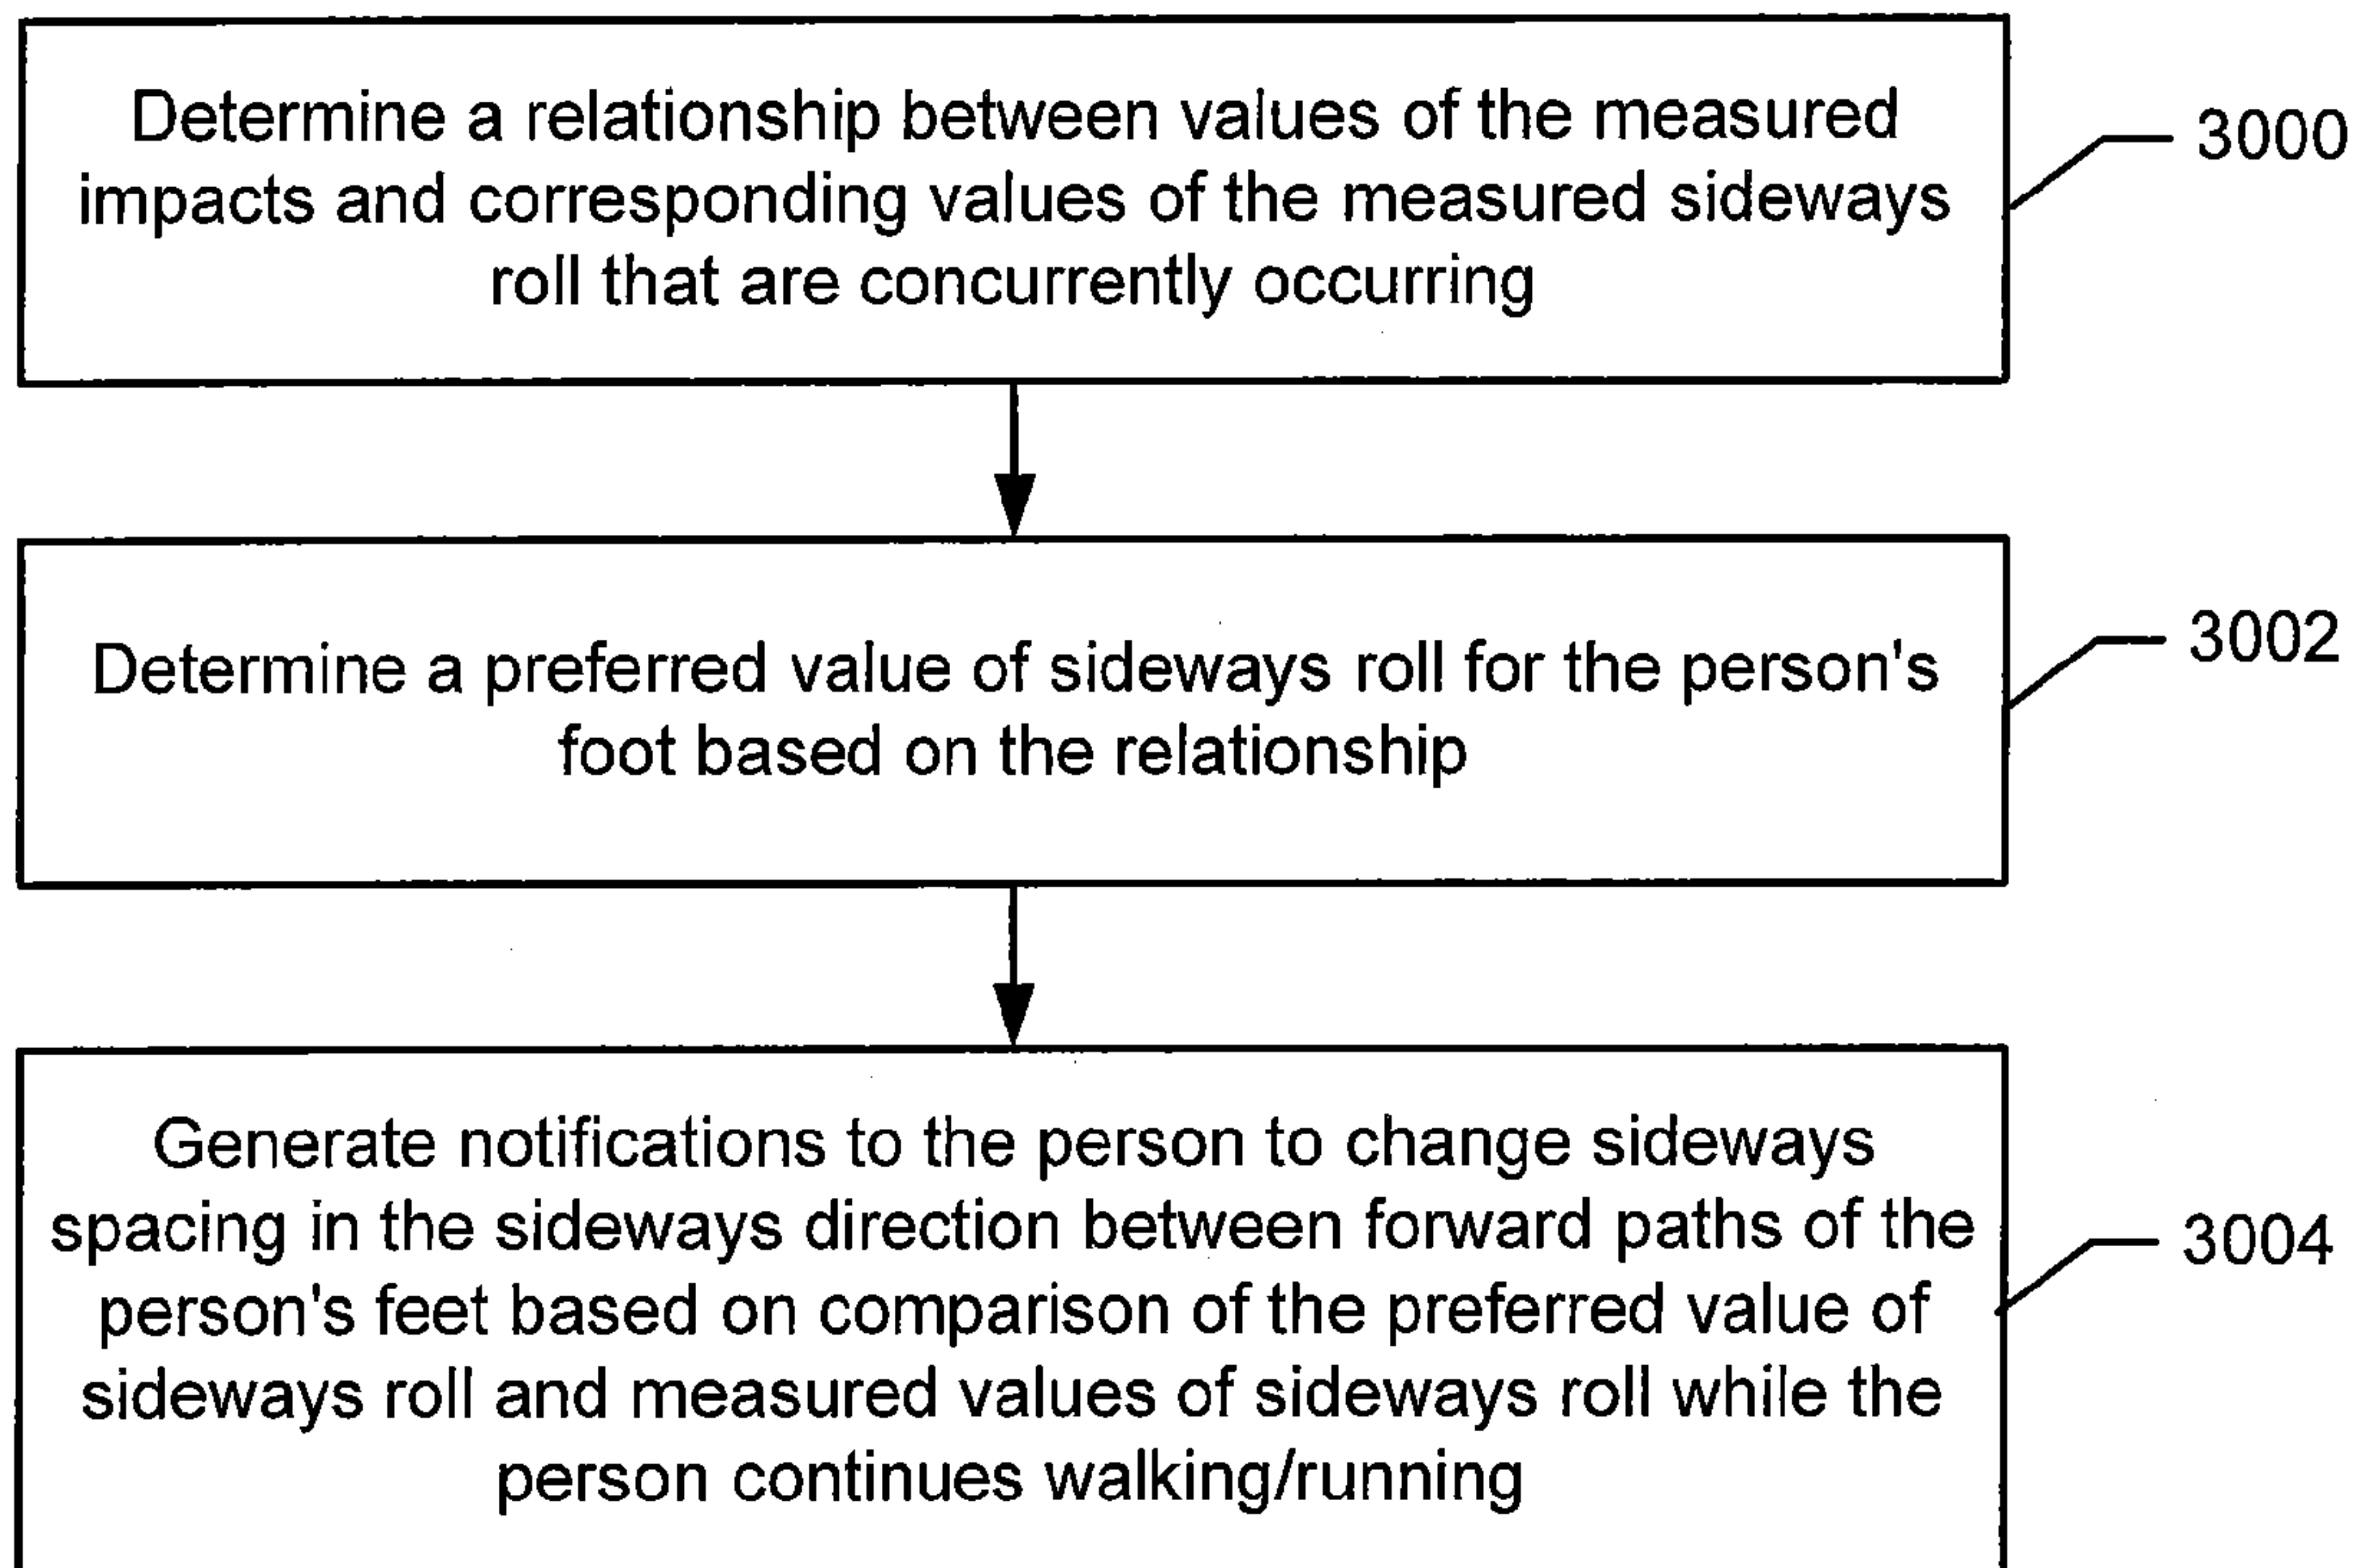 Determine a relationship between values of the measured
impacts and corresponding values of the measured sideways
roll that are concurrently occurring
3000
Determine a preferred value of sideways roll for the person's
foot based on the relationship
3002
Generate notifications to the person to change sideways
spacing in the sideways direction between forward paths of the
person's feet based on comparison of the preferred value of
sideways roll and measured values of sideways roll while the
person continues walking/running
3004